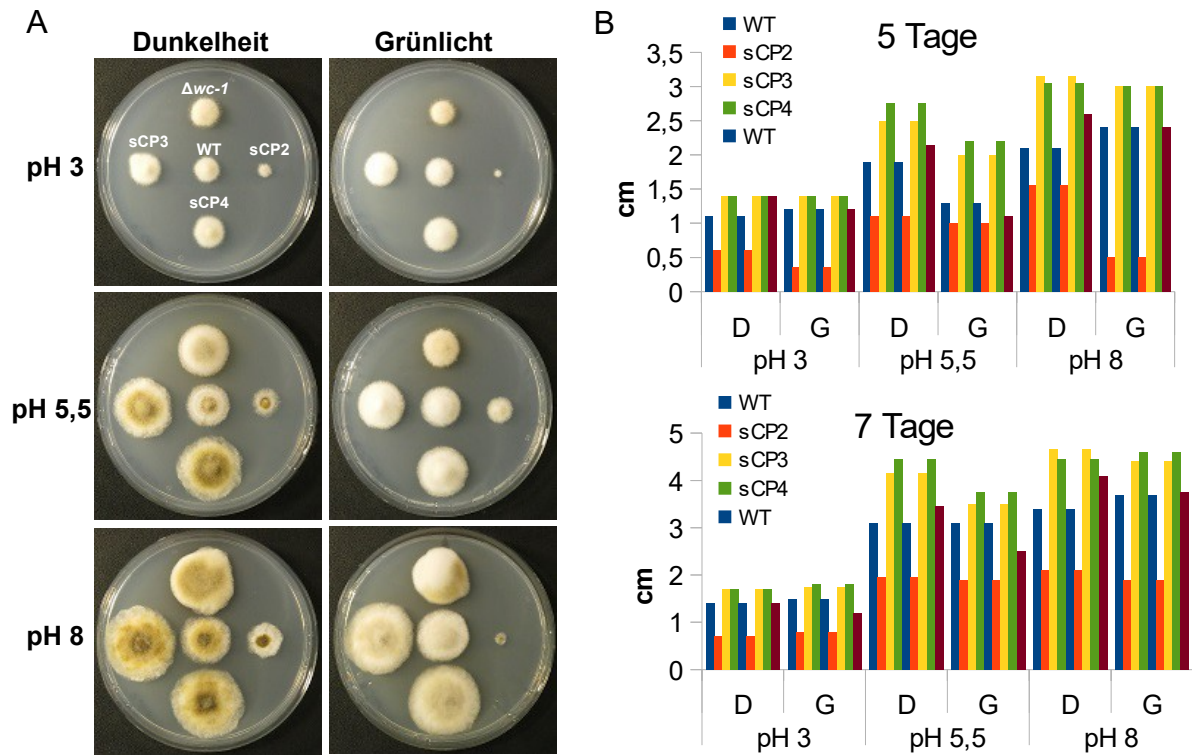 A
Dunkelheit
Grünlicht
pH 3
Δwc-1
sCP3
WT
sCP2
sCP4
pH 5,5
pH 8
B
5 Tage
WT
sCP2
sCP3
sCP4
WT
cm
3,5
3
2,5
2
1,5
1
0,5
0
D
G
D
G
D
G
pH 3
pH 5,5
pH 8
7 Tage
WT
sCP2
sCP3
sCP4
WT
cm
5
4
3
2
1
0
D
G
D
G
D
G
pH 3
pH 5,5
pH 8